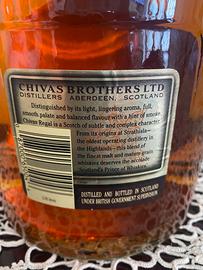 CHIVAS BROTHERS LTD
DISTILLERS ABERDEEN, SCOTLAND
Distinguished by its light, lingering aroma, full,
smooth palate and balanced flavour with a hint of smoke
Chivas Regal is a Scotch of subtle and complex character
From its origins at Strathisla—
the oldest operating distillery in
the Highlands—this blend of
the finest malt and mature grain
whiskies deserves the accolade
Scotland's Prince of Whiskies
DISTILLED AND BOTTLED IN SCOTLAND
UNDER BRITISH GOVERNMENT SUPERVISION